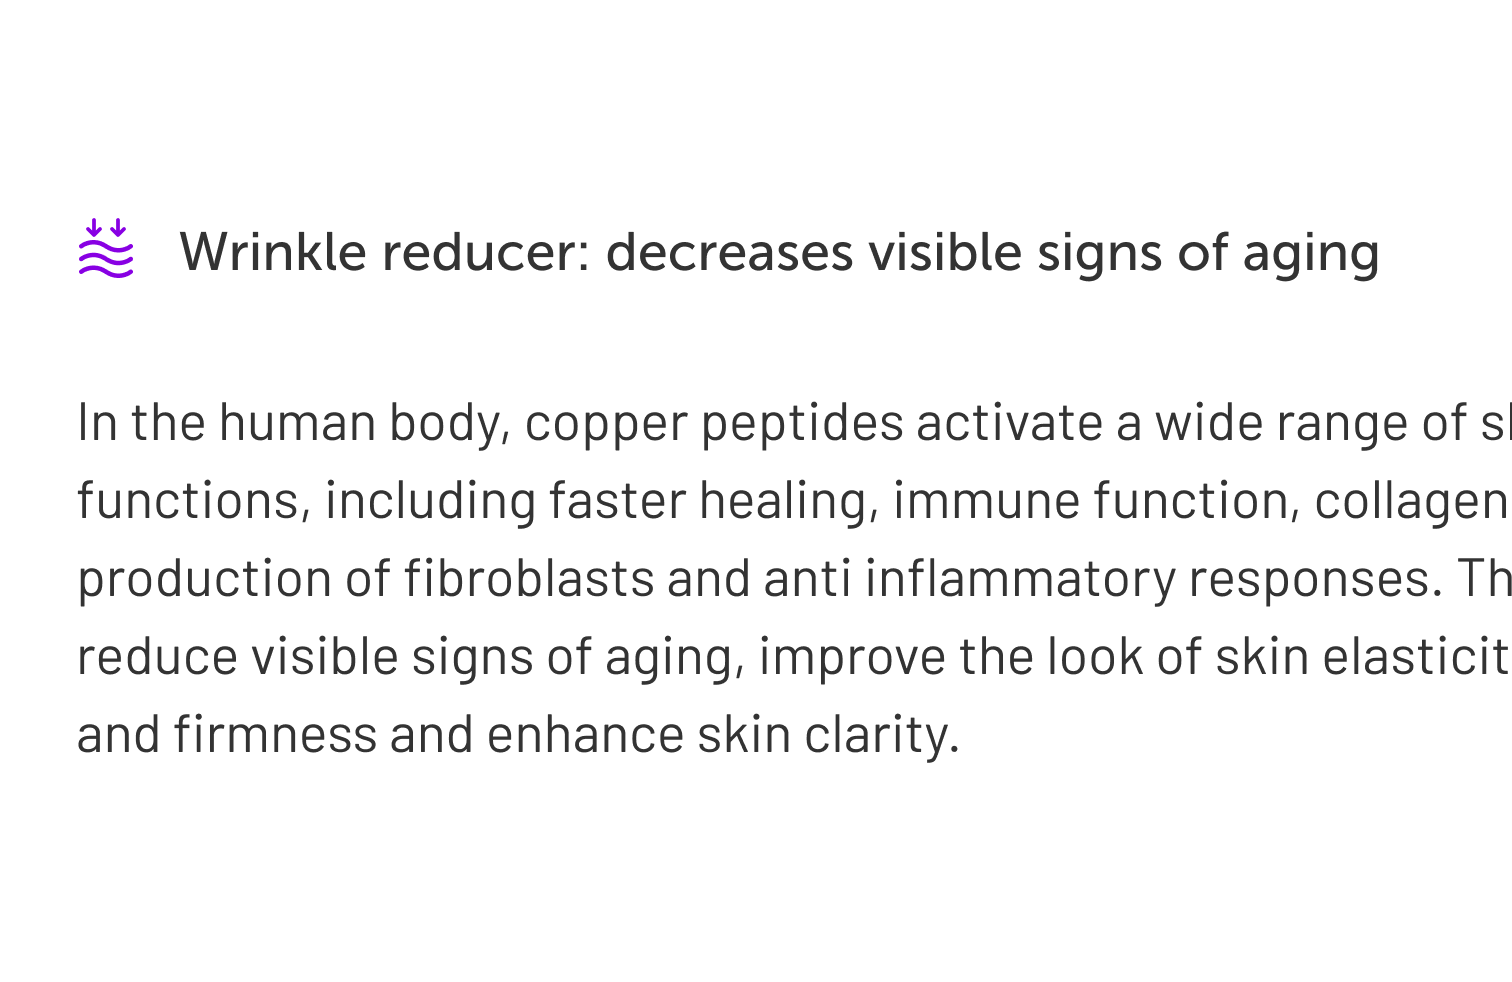 Wrinkle reducer: decreases visible signs of aging
In the human body, copper peptides activate a wide range of
functions, including faster healing, immune function, collagen
production of fibroblasts and anti inflammatory responses.
reduce visible signs of aging, improve the look of skin
and firmness and enhance skin clarity.